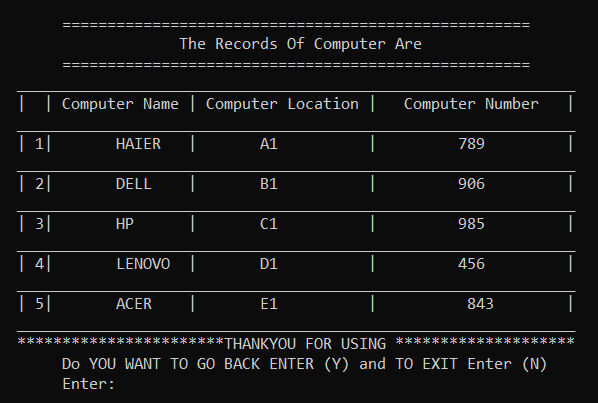 ====================================================
The Records Of Computer Are
====================================================
| | Computer Name | Computer Location | Computer Number |
| 1| HAIER | A1 | 789 |
| 2| DELL | B1 | 906 |
| 3| HP | C1 | 985 |
| 4| LENOVO | D1 | 456 |
| 5| ACER | E1 | 843 |
***********************THANKYOU FOR USING ********************
Do YOU WANT TO GO BACK ENTER (Y) and TO EXIT Enter (N)
Enter: